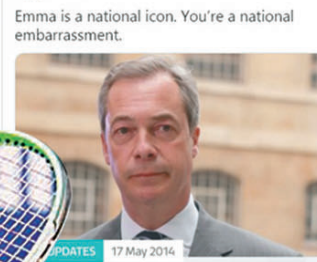 Emma is a national icon. You're a national
embarrassment.
UPDATES 17 May 2014